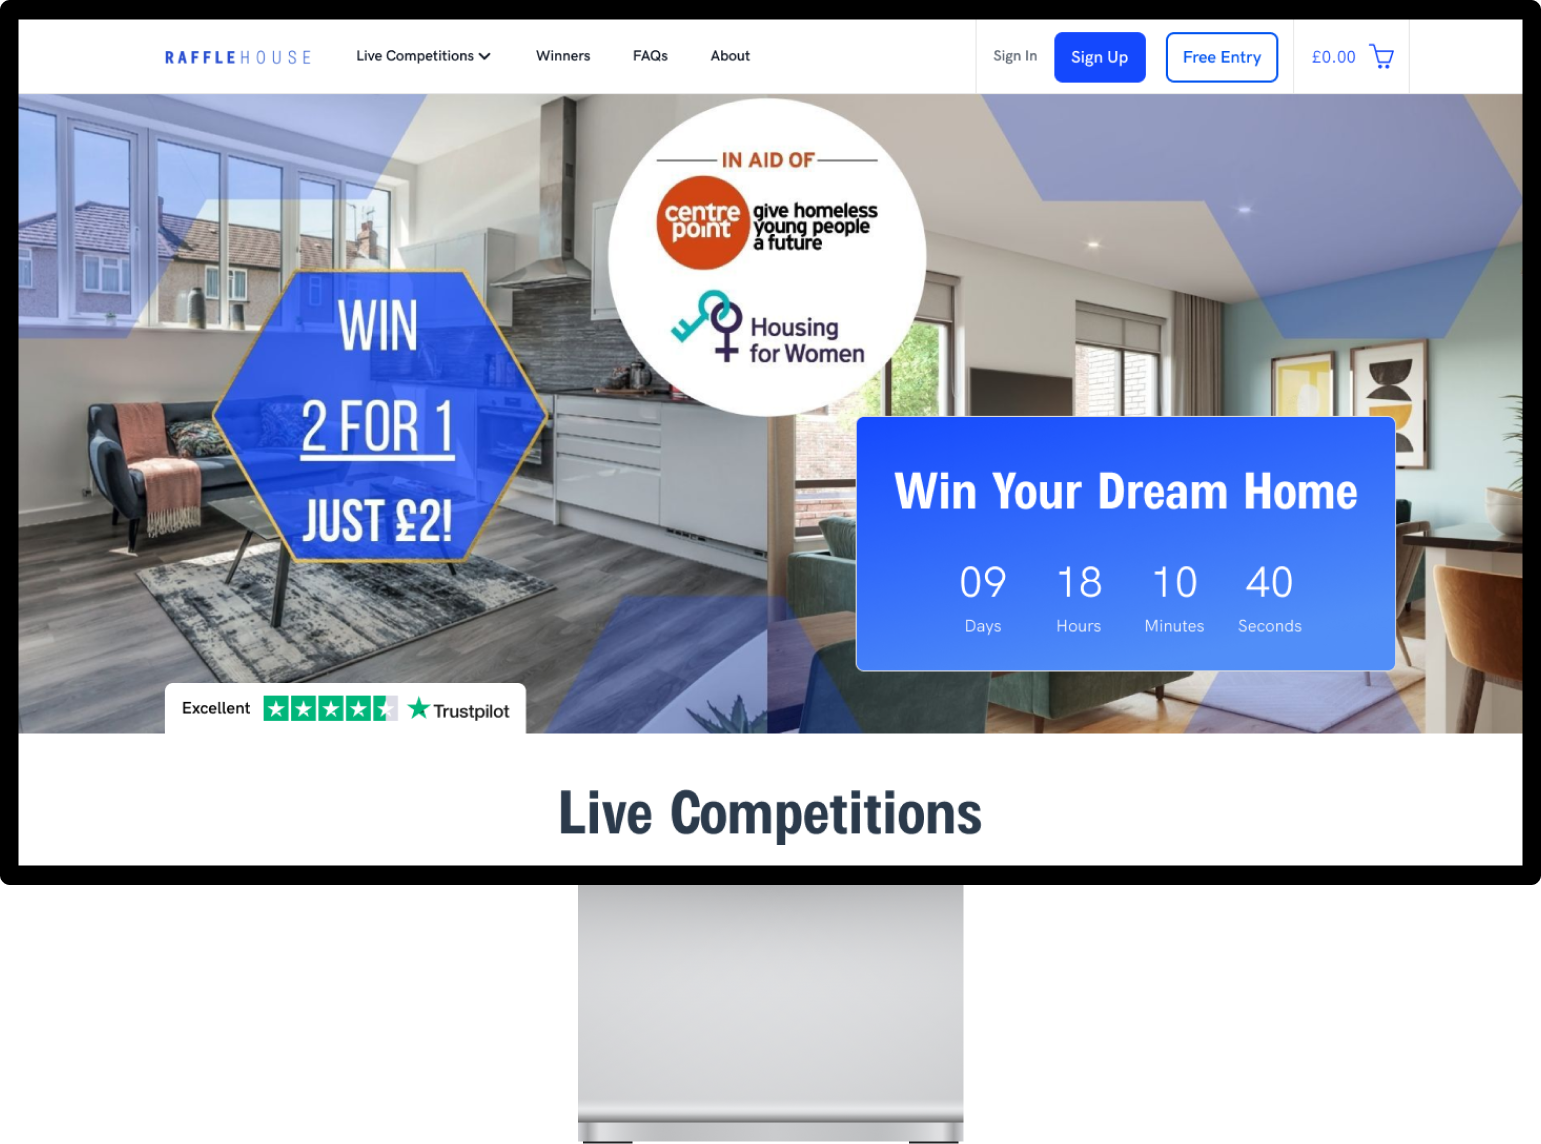 RAFFLEHOUSE
Live Competitions
Winners
FAQs
About
Sign In
Sign Up
Free Entry
£0.00
IN AID OF
centre
point
give homeless
young people
a future
Housing
for Women
WIN
2 FOR 1
JUST £2!
Win Your Dream Home
09 18 10 40
Days Hours Minutes Seconds
Excellent Trustpilot
Live Competitions